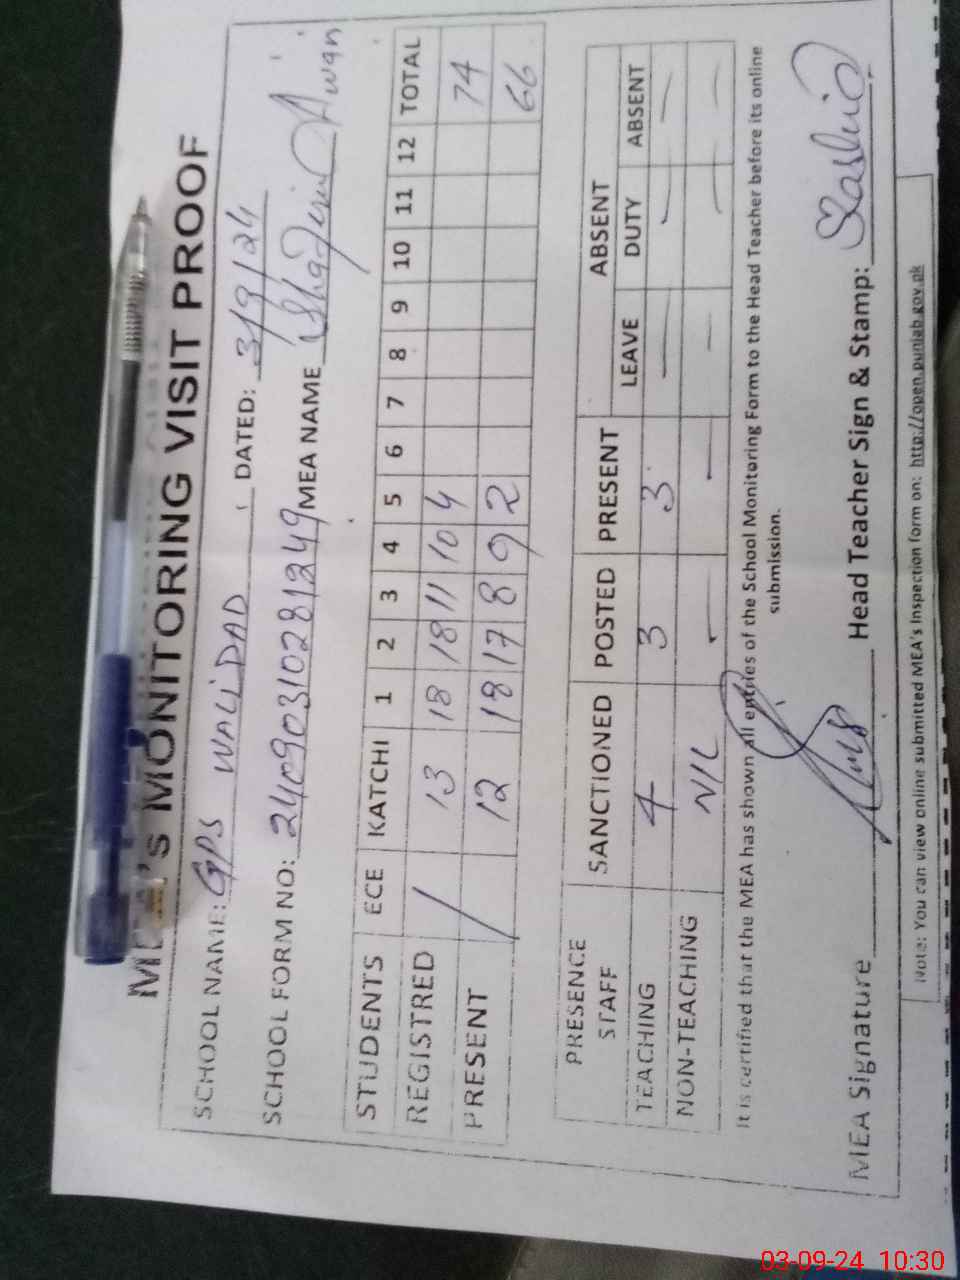 MEA's MONITORING VISIT PROOF
SCHOOL NAME: GPS WALI DAD, DATED: 3/9/24
SCHOOL FORM NO: 24090310281249 MEA NAME Awan
STUDENTS ECE KATCHI 1 2 3 4 5 6 7 8 9 10 11 12 TOTAL
REGISTRED / 13 18 18 11 10 4 74
PRESENT 12 18 17 8 9 2 66
PRESENCE STAFF SANCTIONED POSTED PRESENT ABSENT
LEAVE DUTY ABSENT
TEACHING 4 3 3 — — —
NON-TEACHING NIL — — — — —
It is certified that the MEA has shown all entries of the School Monitoring Form to the Head Teacher before its online
submission.
MEA Signature Head Teacher Sign & Stamp:
Note: You can view online submitted MEA's Inspection form on: http://open.punjab.gov.pk
03-09-24 10:30